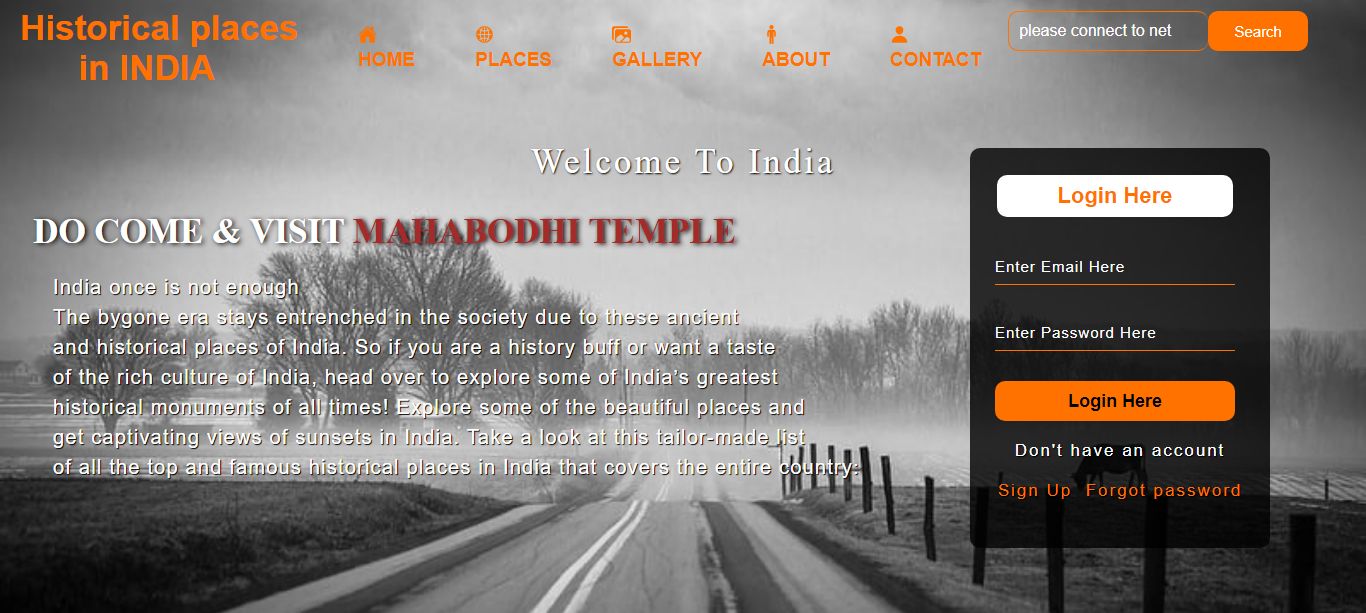 Historical places
in INDIA
HOME
PLACES
GALLERY
ABOUT
CONTACT
please connect to net
Search
Welcome To India
DO COME & VISIT MAHABODHI TEMPLE
India once is not enough
The bygone era stays entrenched in the society due to these ancient
and historical places of India. So if you are a history buff or want a taste
of the rich culture of India, head over to explore some of India’s greatest
historical monuments of all times! Explore some of the beautiful places and
get captivating views of sunsets in India. Take a look at this tailor-made list
of all the top and famous historical places in India that covers the entire country:
Login Here
Enter Email Here
Enter Password Here
Login Here
Don't have an account
Sign Up Forgot password